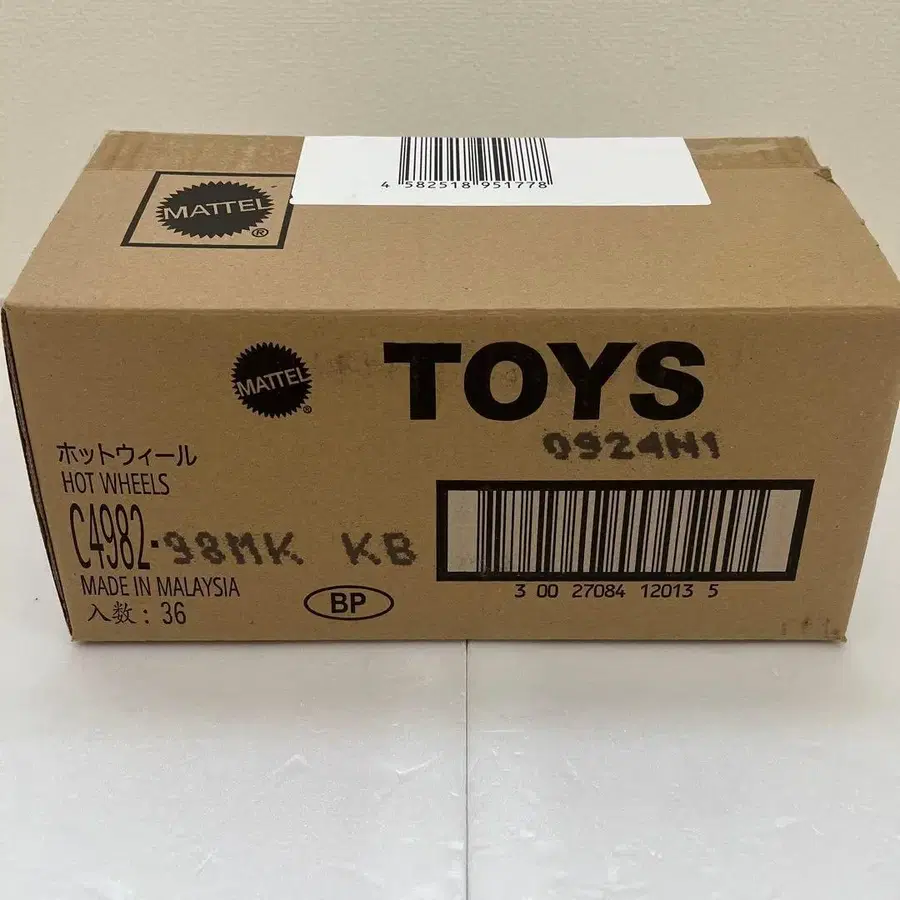 4 582518 951778
MATTEL
®
MATTEL
®
TOYS
0924N1
ホットウィール
HOT WHEELS
C4982-98MK KB
MADE IN MALAYSIA
入数: 36
BP
3 00 27084 12013 5